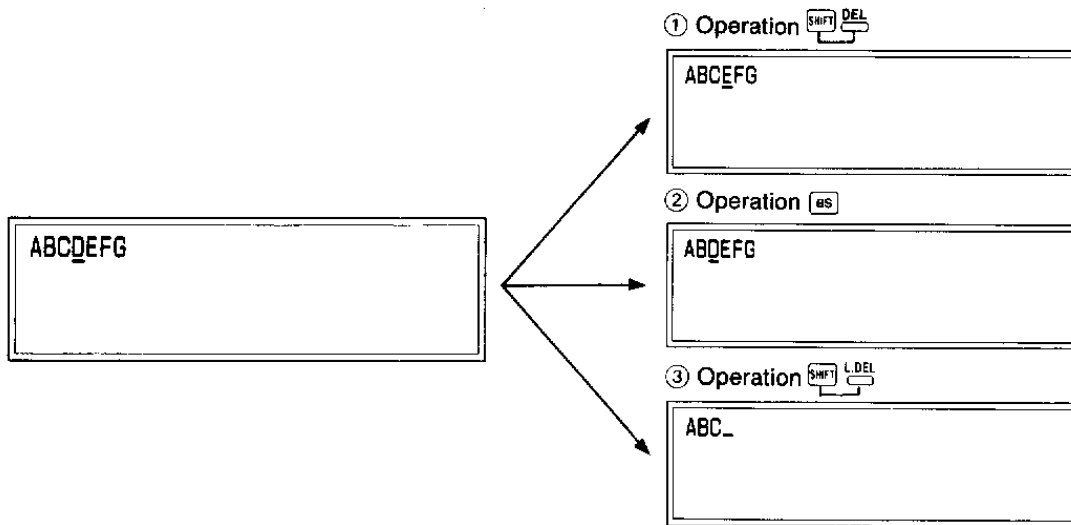 ① Operation SHIFT DEL
ABCEFG
② Operation BS
ABCDEFG
ABDEFG
③ Operation SHIFT L.DEL
ABC_